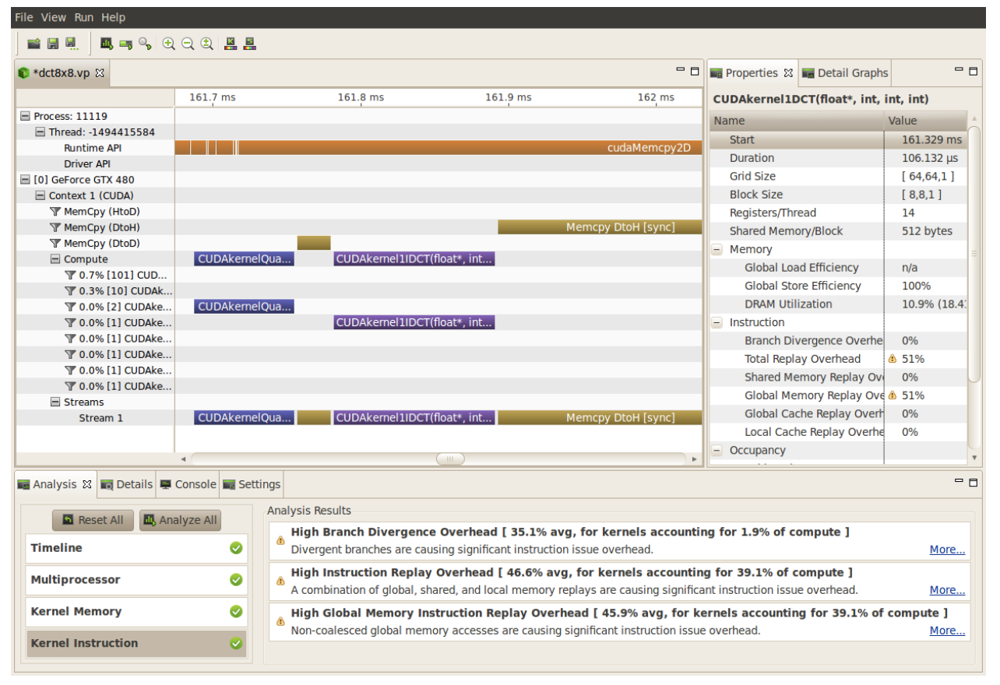 File View Run Help
*dct8x8.vp
161.7 ms 161.8 ms 161.9 ms 162 ms
Process: 11119
Thread: -1494415584
Runtime API cudaMemcpy2D
Driver API
[0] GeForce GTX 480
Context 1 (CUDA)
MemCpy (HtoD)
MemCpy (DtoH) Memcpy DtoH [sync]
MemCpy (DtoD)
Compute CUDAkernelQua... CUDAkernel1IDCT(float*, int...
0.7% [101] CUD...
0.3% [10] CUDAk...
0.0% [2] CUDAke... CUDAkernelQua...
0.0% [1] CUDAke... CUDAkernel1IDCT(float*, int...
0.0% [1] CUDAke...
0.0% [1] CUDAke...
0.0% [1] CUDAke...
0.0% [1] CUDAke...
Streams
Stream 1 CUDAkernelQua... CUDAkernel1IDCT(float*, int... Memcpy DtoH [sync]
Properties Detail Graphs
CUDAkernel1DCT(float*, int, int, int)
Name Value
Start 161.329 ms
Duration 106.132 µs
Grid Size [ 64,64,1 ]
Block Size [ 8,8,1 ]
Registers/Thread 14
Shared Memory/Block 512 bytes
Memory
Global Load Efficiency n/a
Global Store Efficiency 100%
DRAM Utilization 10.9% (18.4
Instruction
Branch Divergence Overhe 0%
Total Replay Overhead 51%
Shared Memory Replay Ov 0%
Global Memory Replay Ove 51%
Global Cache Replay Overh 0%
Local Cache Replay Overhe 0%
Occupancy
Analysis Details Console Settings
Reset All Analyze All
Timeline
Multiprocessor
Kernel Memory
Kernel Instruction
Analysis Results
High Branch Divergence Overhead [ 35.1% avg, for kernels accounting for 1.9% of compute ]
Divergent branches are causing significant instruction issue overhead. More...
High Instruction Replay Overhead [ 46.6% avg, for kernels accounting for 39.1% of compute ]
A combination of global, shared, and local memory replays are causing significant instruction issue overhead. More...
High Global Memory Instruction Replay Overhead [ 45.9% avg, for kernels accounting for 39.1% of compute ]
Non-coalesced global memory accesses are causing significant instruction issue overhead. More...